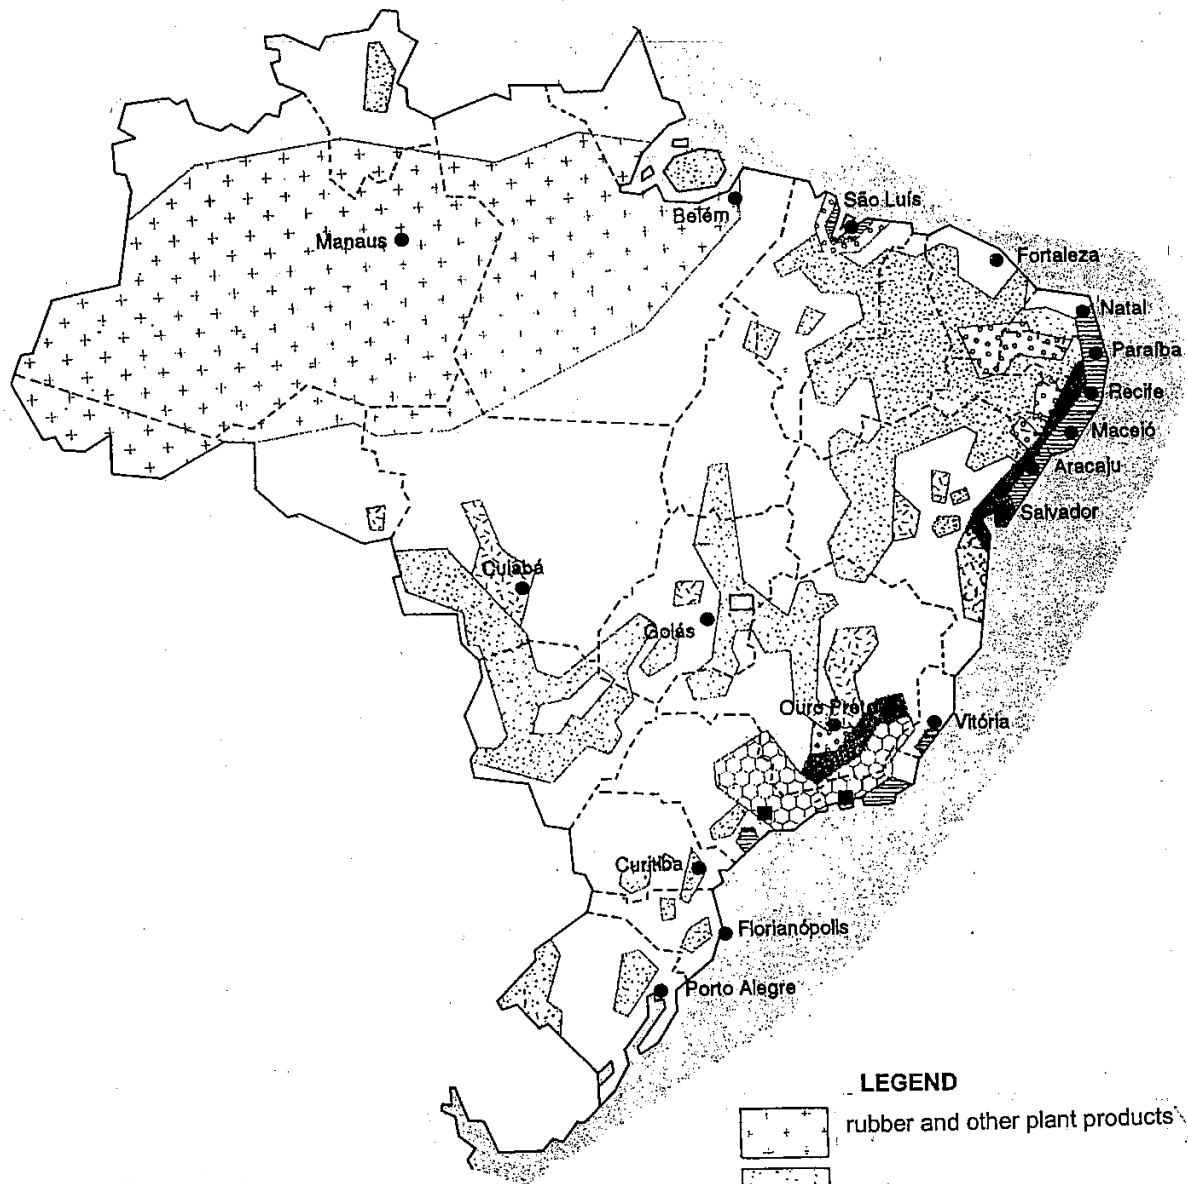 São Luís
Belém
Manaus
Fortaleza
Natal
Paraíba
Recife
Maceió
Aracaju
Salvador
Cuiabá
Goiás
Ouro Preto
Vitória
Curitiba
Florianópolis
Porto Alegre
LEGEND
rubber and other plant products